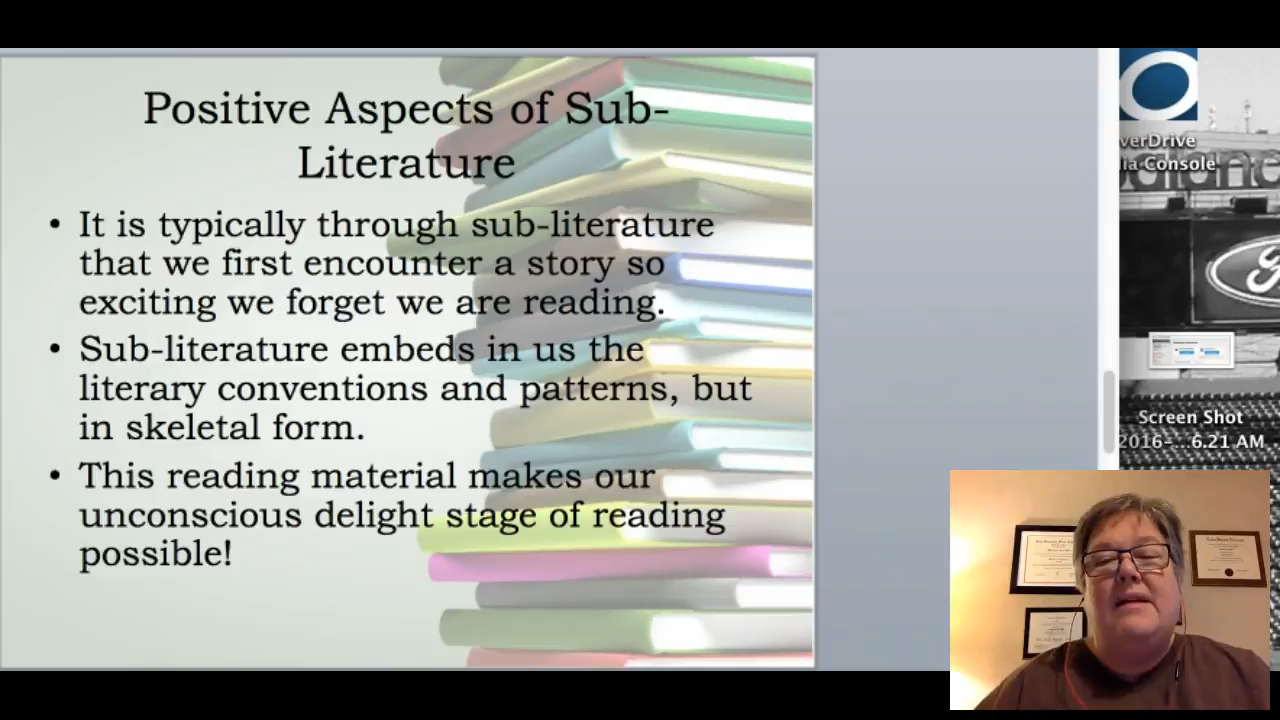 Positive Aspects of Sub-
Literature
• It is typically through sub-literature
that we first encounter a story so
exciting we forget we are reading.
• Sub-literature embeds in us the
literary conventions and patterns, but
in skeletal form.
• This reading material makes our
unconscious delight stage of reading
possible!
verDrive
ia Console
Screen Shot
2016-...6.21 AM